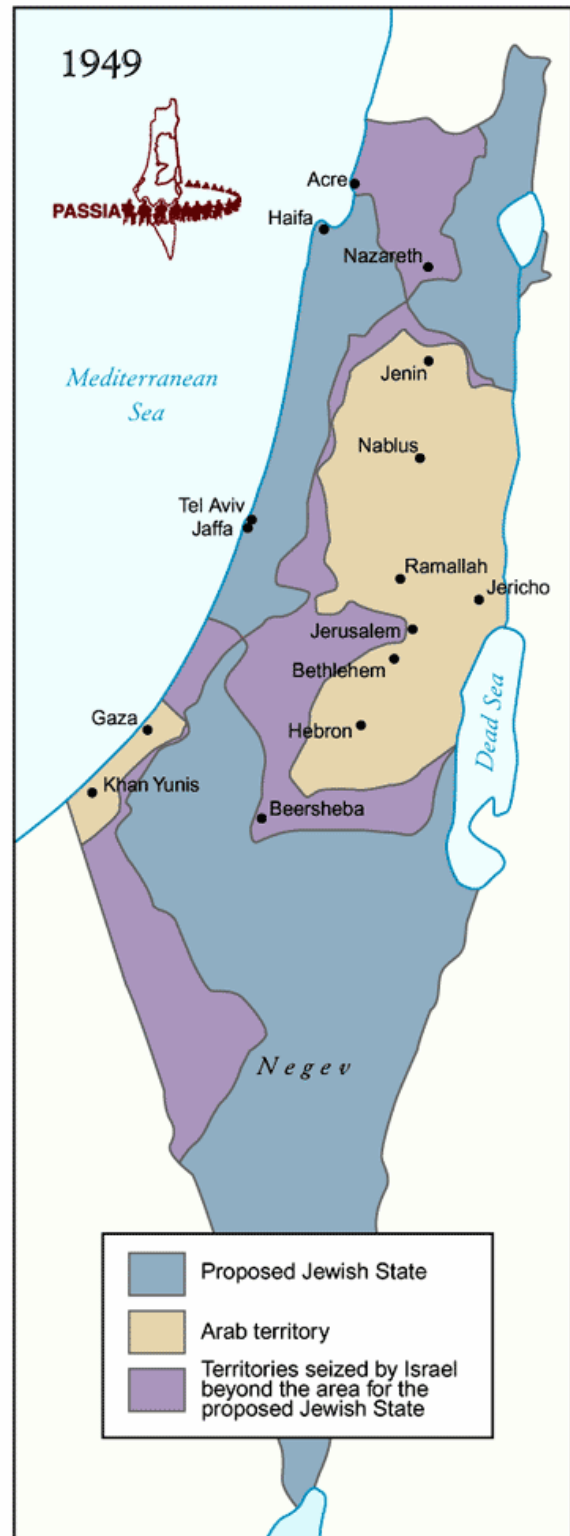 1949
PASSIA
Acre
Haifa
Nazareth
Mediterranean
Sea
Jenin
Nablus
Tel Aviv
Jaffa
Ramallah
Jericho
Jerusalem
Bethlehem
Gaza
Hebron
Dead Sea
Khan Yunis
Beersheba
Negev
Proposed Jewish State
Arab territory
Territories seized by Israel
beyond the area for the
proposed Jewish State